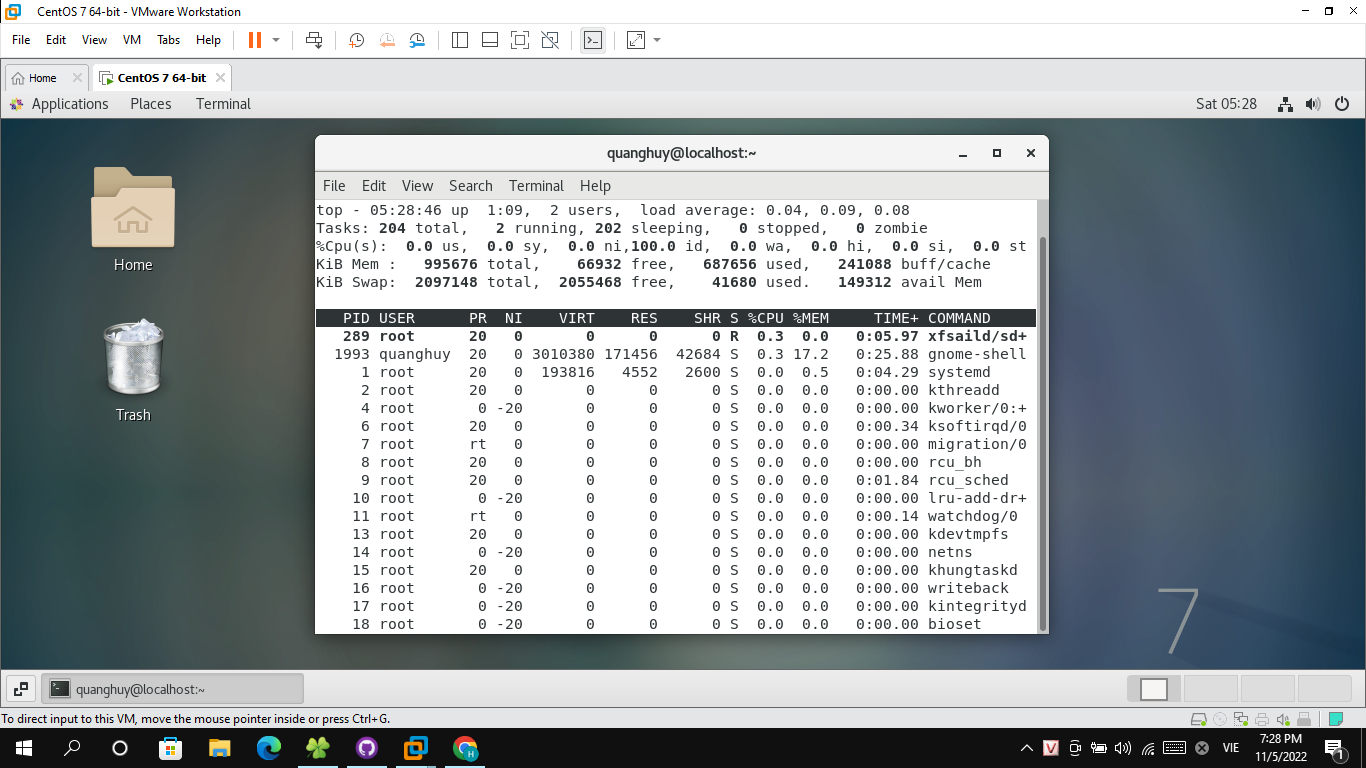 CentOS 7 64-bit - VMware Workstation
File Edit View VM Tabs Help
Home CentOS 7 64-bit
Applications Places Terminal Sat 05:28
quanghuy@localhost:~
File Edit View Search Terminal Help
top - 05:28:46 up  1:09,  2 users,  load average: 0.04, 0.09, 0.08
Tasks: 204 total,   2 running, 202 sleeping,   0 stopped,   0 zombie
%Cpu(s):  0.0 us,  0.0 sy,  0.0 ni,100.0 id,  0.0 wa,  0.0 hi,  0.0 si,  0.0 st
KiB Mem :   995676 total,    66932 free,   687656 used,   241088 buff/cache
KiB Swap:  2097148 total,  2055468 free,    41680 used.   149312 avail Mem
PID USER PR NI VIRT RES SHR S %CPU %MEM TIME+ COMMAND
289 root 20 0 0 0 0 R 0.3 0.0 0:05.97 xfsaild/sd+
1993 quanghuy 20 0 3010380 171456 42684 S 0.3 17.2 0:25.88 gnome-shell
1 root 20 0 193816 4552 2600 S 0.0 0.5 0:04.29 systemd
2 root 20 0 0 0 0 S 0.0 0.0 0:00.00 kthreadd
4 root 0 -20 0 0 0 S 0.0 0.0 0:00.00 kworker/0:+
6 root 20 0 0 0 0 S 0.0 0.0 0:00.34 ksoftirqd/0
7 root rt 0 0 0 0 S 0.0 0.0 0:00.00 migration/0
8 root 20 0 0 0 0 S 0.0 0.0 0:00.00 rcu_bh
9 root 20 0 0 0 0 S 0.0 0.0 0:01.84 rcu_sched
10 root 0 -20 0 0 0 S 0.0 0.0 0:00.00 lru-add-dr+
11 root rt 0 0 0 0 S 0.0 0.0 0:00.14 watchdog/0
13 root 20 0 0 0 0 S 0.0 0.0 0:00.00 kdevtmpfs
14 root 0 -20 0 0 0 S 0.0 0.0 0:00.00 netns
15 root 20 0 0 0 0 S 0.0 0.0 0:00.00 khungtaskd
16 root 0 -20 0 0 0 S 0.0 0.0 0:00.00 writeback
17 root 0 -20 0 0 0 S 0.0 0.0 0:00.00 kintegrityd
18 root 0 -20 0 0 0 S 0.0 0.0 0:00.00 bioset
Home
Trash
7
quanghuy@localhost:~
To direct input to this VM, move the mouse pointer inside or press Ctrl+G.
H V VIE 7:28 PM 1
11/5/2022